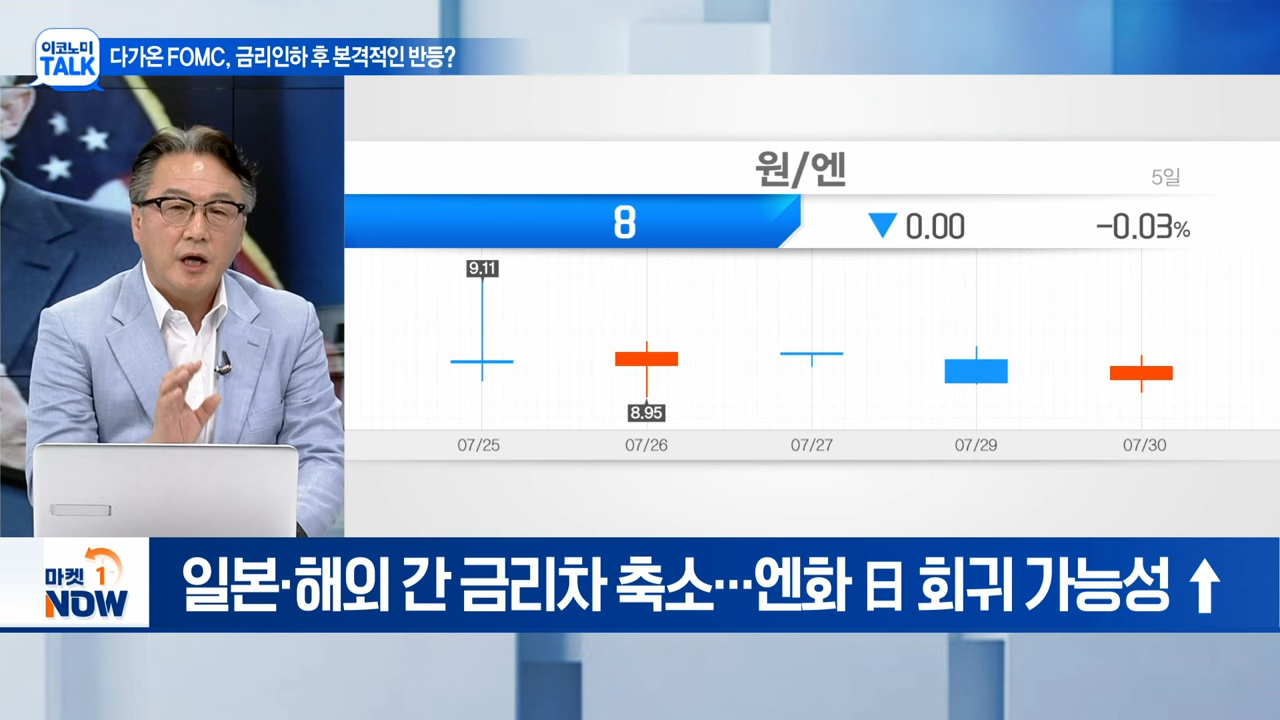 이코노미
TALK
다가온 FOMC, 금리인하 후 본격적인 반등?
원/엔
5일
8
▼ 0.00
-0.03%
9.11
8.95
07/25
07/26
07/27
07/29
07/30
마켓 1
NOW
일본·해외 간 금리차 축소…엔화 日 회귀 가능성 ↑